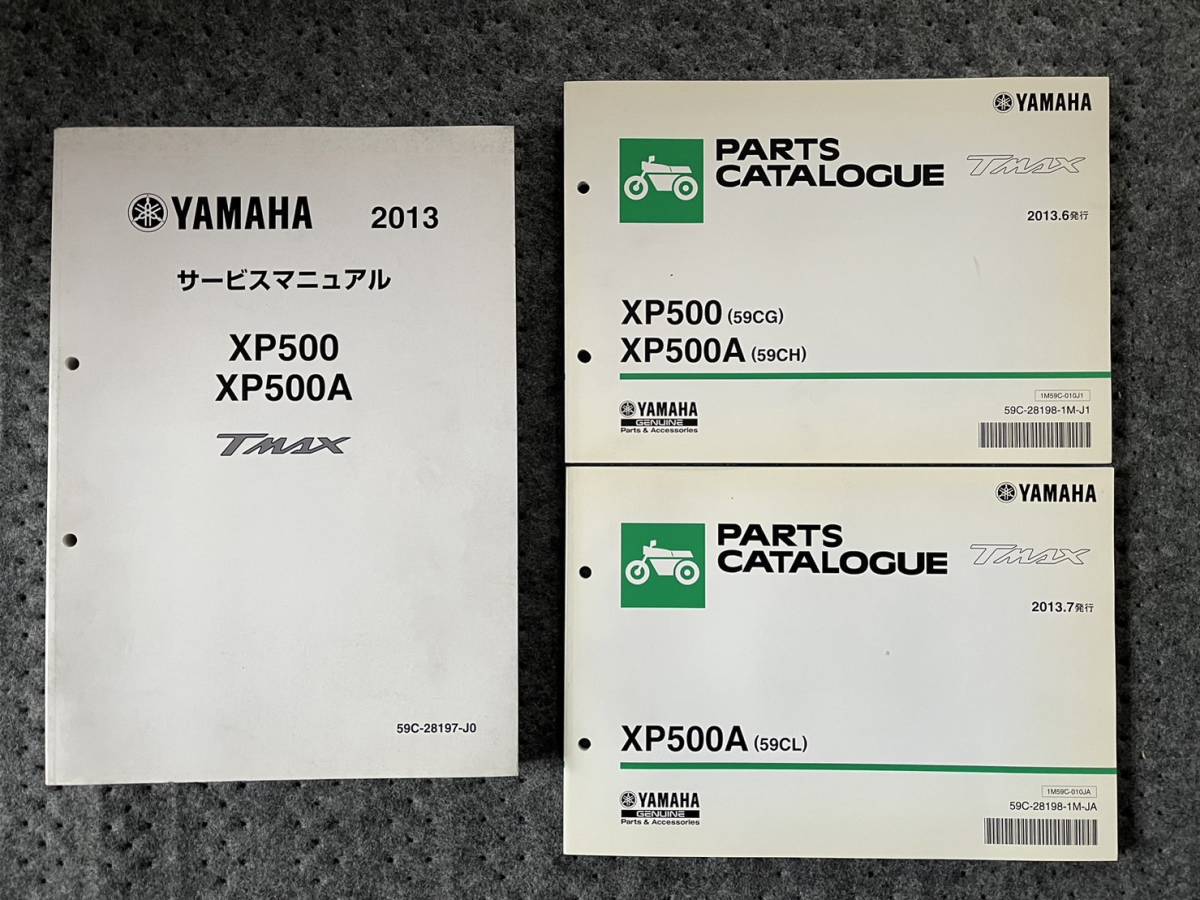 YAMAHA 2013
サービスマニュアル
XP500
XP500A
TMAX
59C-28197-J0
YAMAHA
PARTS
CATALOGUE
TMAX
2013.6発行
XP500 (59CG)
XP500A (59CH)
1M59C-010J1
YAMAHA
GENUINE
Parts & Accessories
59C-28198-1M-J1
YAMAHA
PARTS
CATALOGUE
TMAX
2013.7発行
XP500A (59CL)
1M59C-010JA
YAMAHA
GENUINE
Parts & Accessories
59C-28198-1M-JA